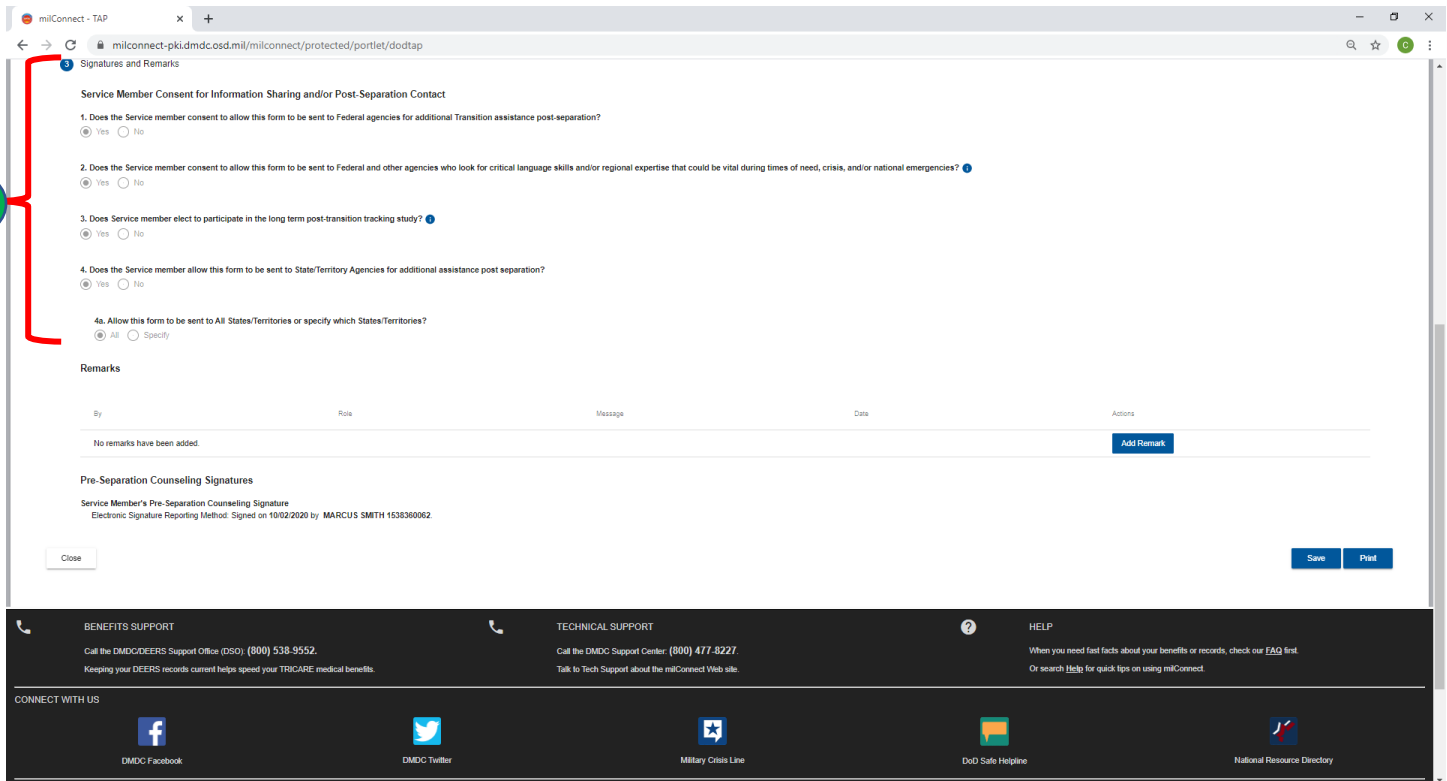 milConnect - TAP
milconnect-pki.dmdc.osd.mil/milconnect/protected/portlet/dodtap
C
3 Signatures and Remarks
Service Member Consent for Information Sharing and/or Post-Separation Contact
1. Does the Service member consent to allow this form to be sent to Federal agencies for additional Transition assistance post-separation?
Yes No
2. Does the Service member consent to allow this form to be sent to Federal and other agencies who look for critical language skills and/or regional expertise that could be vital during times of need, crisis, and/or national emergencies?
Yes No
3. Does Service member elect to participate in the long term post-transition tracking study?
Yes No
4. Does the Service member allow this form to be sent to State/Territory Agencies for additional assistance post separation?
Yes No
4a. Allow this form to be sent to All States/Territories or specify which States/Territories?
All Specify
Remarks
By Role Message Date Actions
No remarks have been added. Add Remark
Pre-Separation Counseling Signatures
Service Member's Pre-Separation Counseling Signature
Electronic Signature Reporting Method: Signed on 10/02/2020 by MARCUS SMITH 1538360062.
Close Save Print
BENEFITS SUPPORT TECHNICAL SUPPORT HELP
Call the DMDC/DEERS Support Office (DSO): (800) 538-9552. Call the DMDC Support Center: (800) 477-8227. When you need fast facts about your benefits or records, check our FAQ first.
Keeping your DEERS records current helps speed your TRICARE medical benefits. Talk to Tech Support about the milConnect Web site. Or search Help for quick tips on using milConnect.
CONNECT WITH US
DMDC Facebook DMDC Twitter Military Crisis Line DoD Safe Helpline National Resource Directory